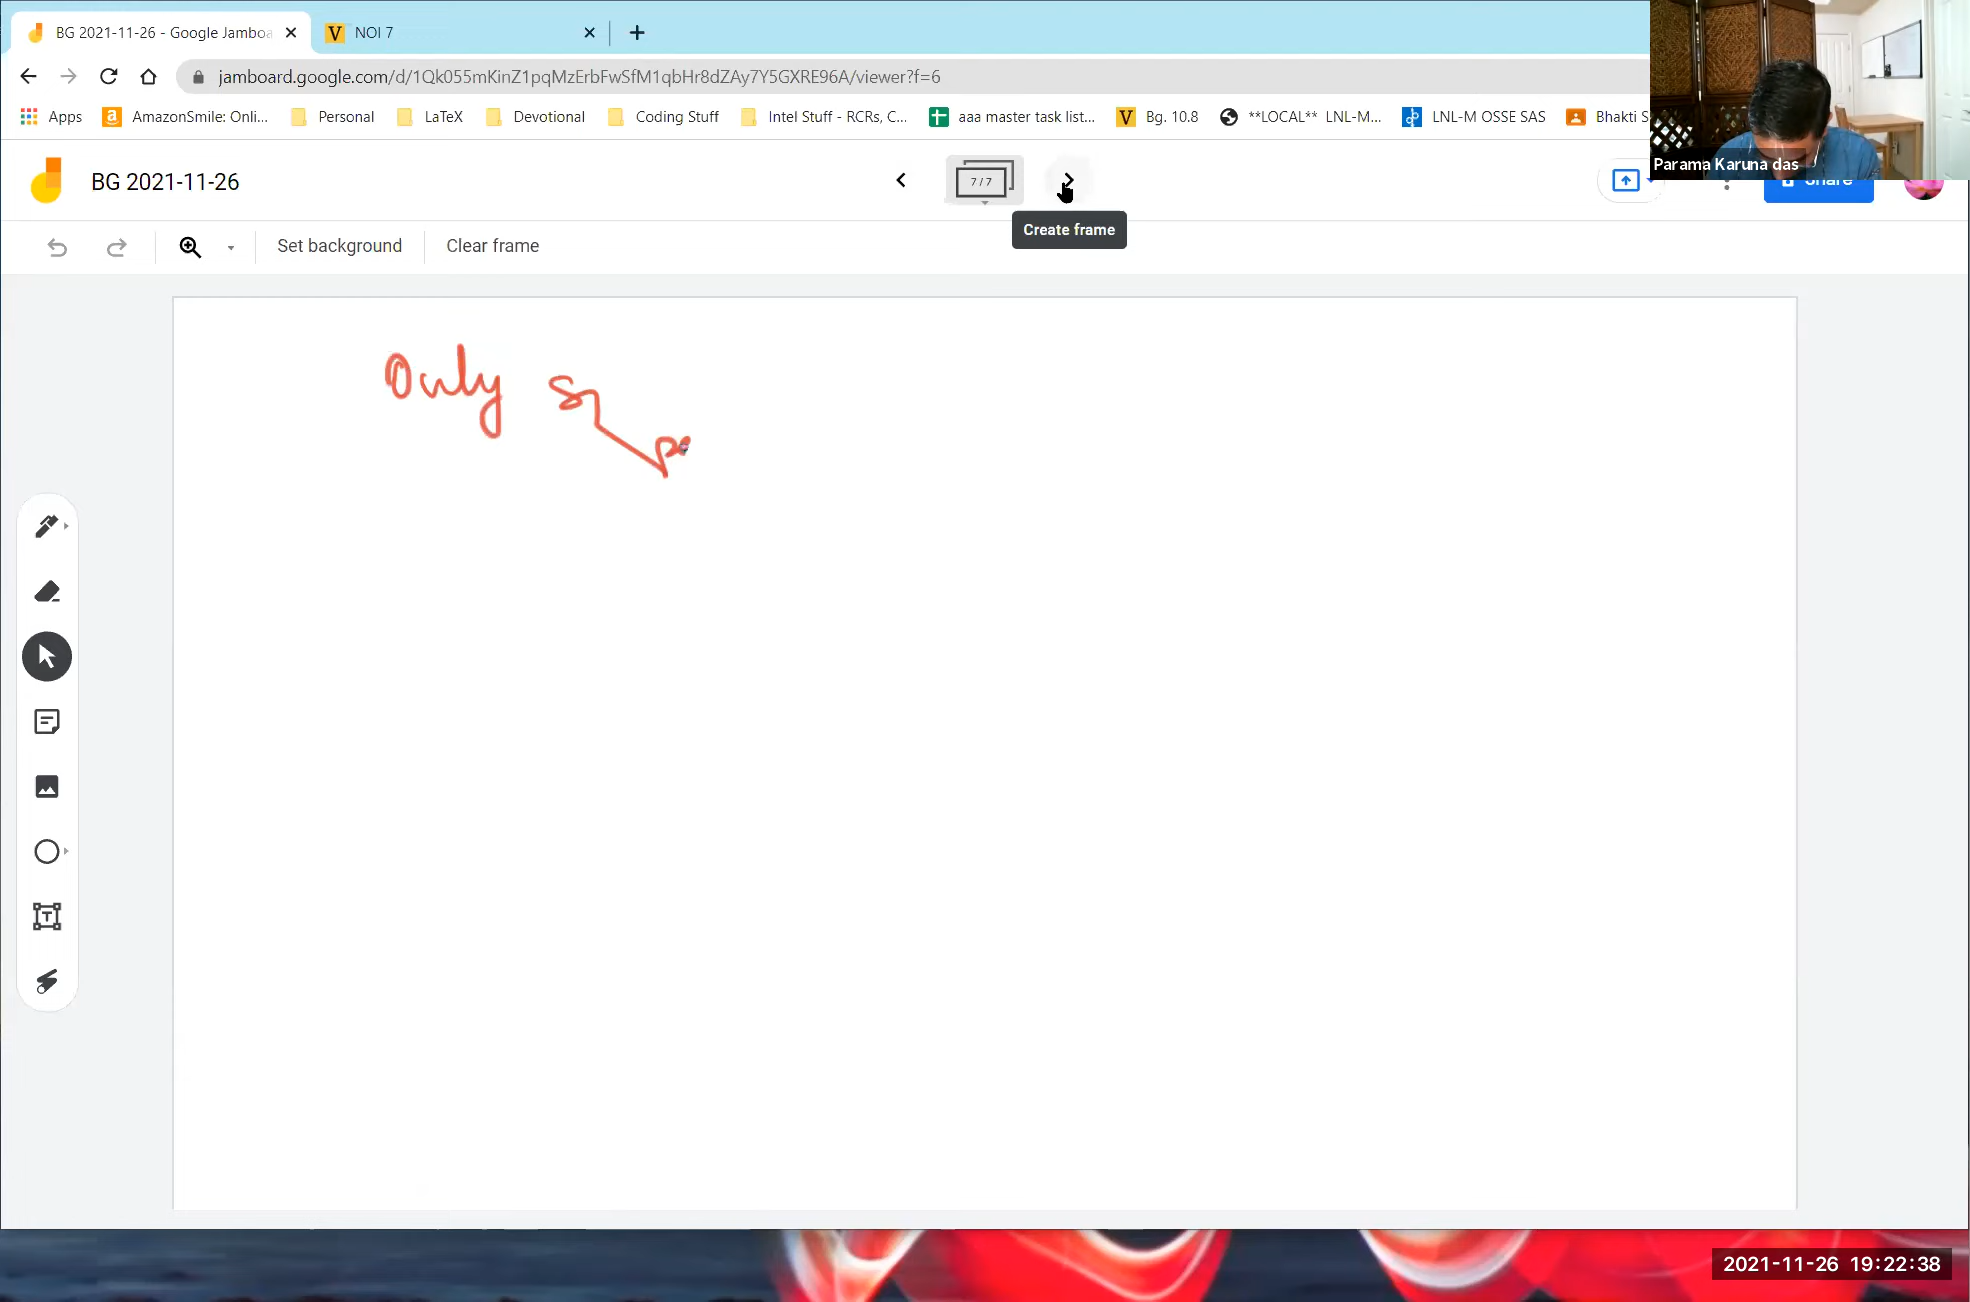 BG 2021-11-26 - Google Jamboa
NOI 7
jamboard.google.com/d/1Qk055mKinZ1pqMzErbFwSfM1qbHr8dZAy7Y5GXRE96A/viewer?f=6
Apps AmazonSmile: Onli... Personal LaTeX Devotional Coding Stuff Intel Stuff - RCRs, C... aaa master task list... Bg. 10.8 **LOCAL** LNL-M... LNL-M OSSE SAS Bhakti S
Parama Karuna das
BG 2021-11-26
7 / 7
Share
Create frame
Set background Clear frame
Only
2021-11-26 19:22:38